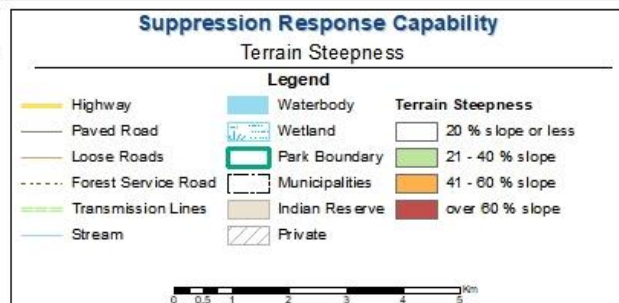 Suppression Response Capability
Terrain Steepness
Legend
Highway
Paved Road
Loose Roads
Forest Service Road
Transmission Lines
Stream
Waterbody
Wetland
Park Boundary
Municipalities
Indian Reserve
Private
Terrain Steepness
20 % slope or less
21 - 40 % slope
41 - 60 % slope
over 60 % slope
0 0.5 1 2 3 4 5 Km